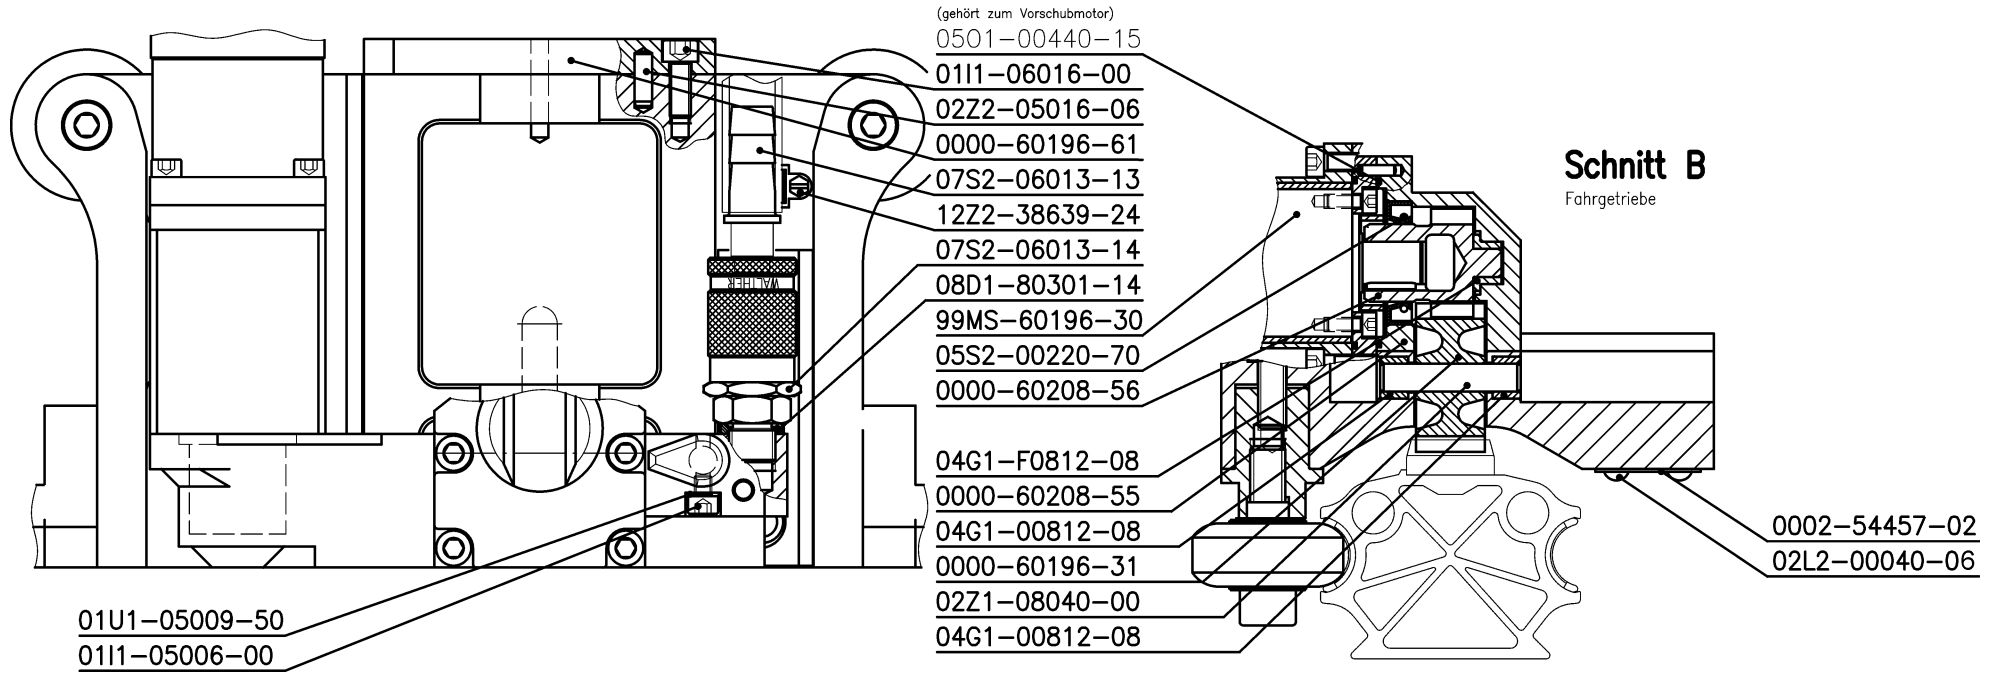 (gehört zum Vorschubmotor)
05O1-00440-15
01I1-06016-00
02Z2-05016-06
0000-60196-61
07S2-06013-13
12Z2-38639-24
07S2-06013-14
08D1-80301-14
99MS-60196-30
05S2-00220-70
0000-60208-56
04G1-F0812-08
0000-60208-55
04G1-00812-08
0000-60196-31
02Z1-08040-00
04G1-00812-08
WALTHER
01U1-05009-50
01I1-05006-00
Schnitt B
Fahrgetriebe
0002-54457-02
02L2-00040-06